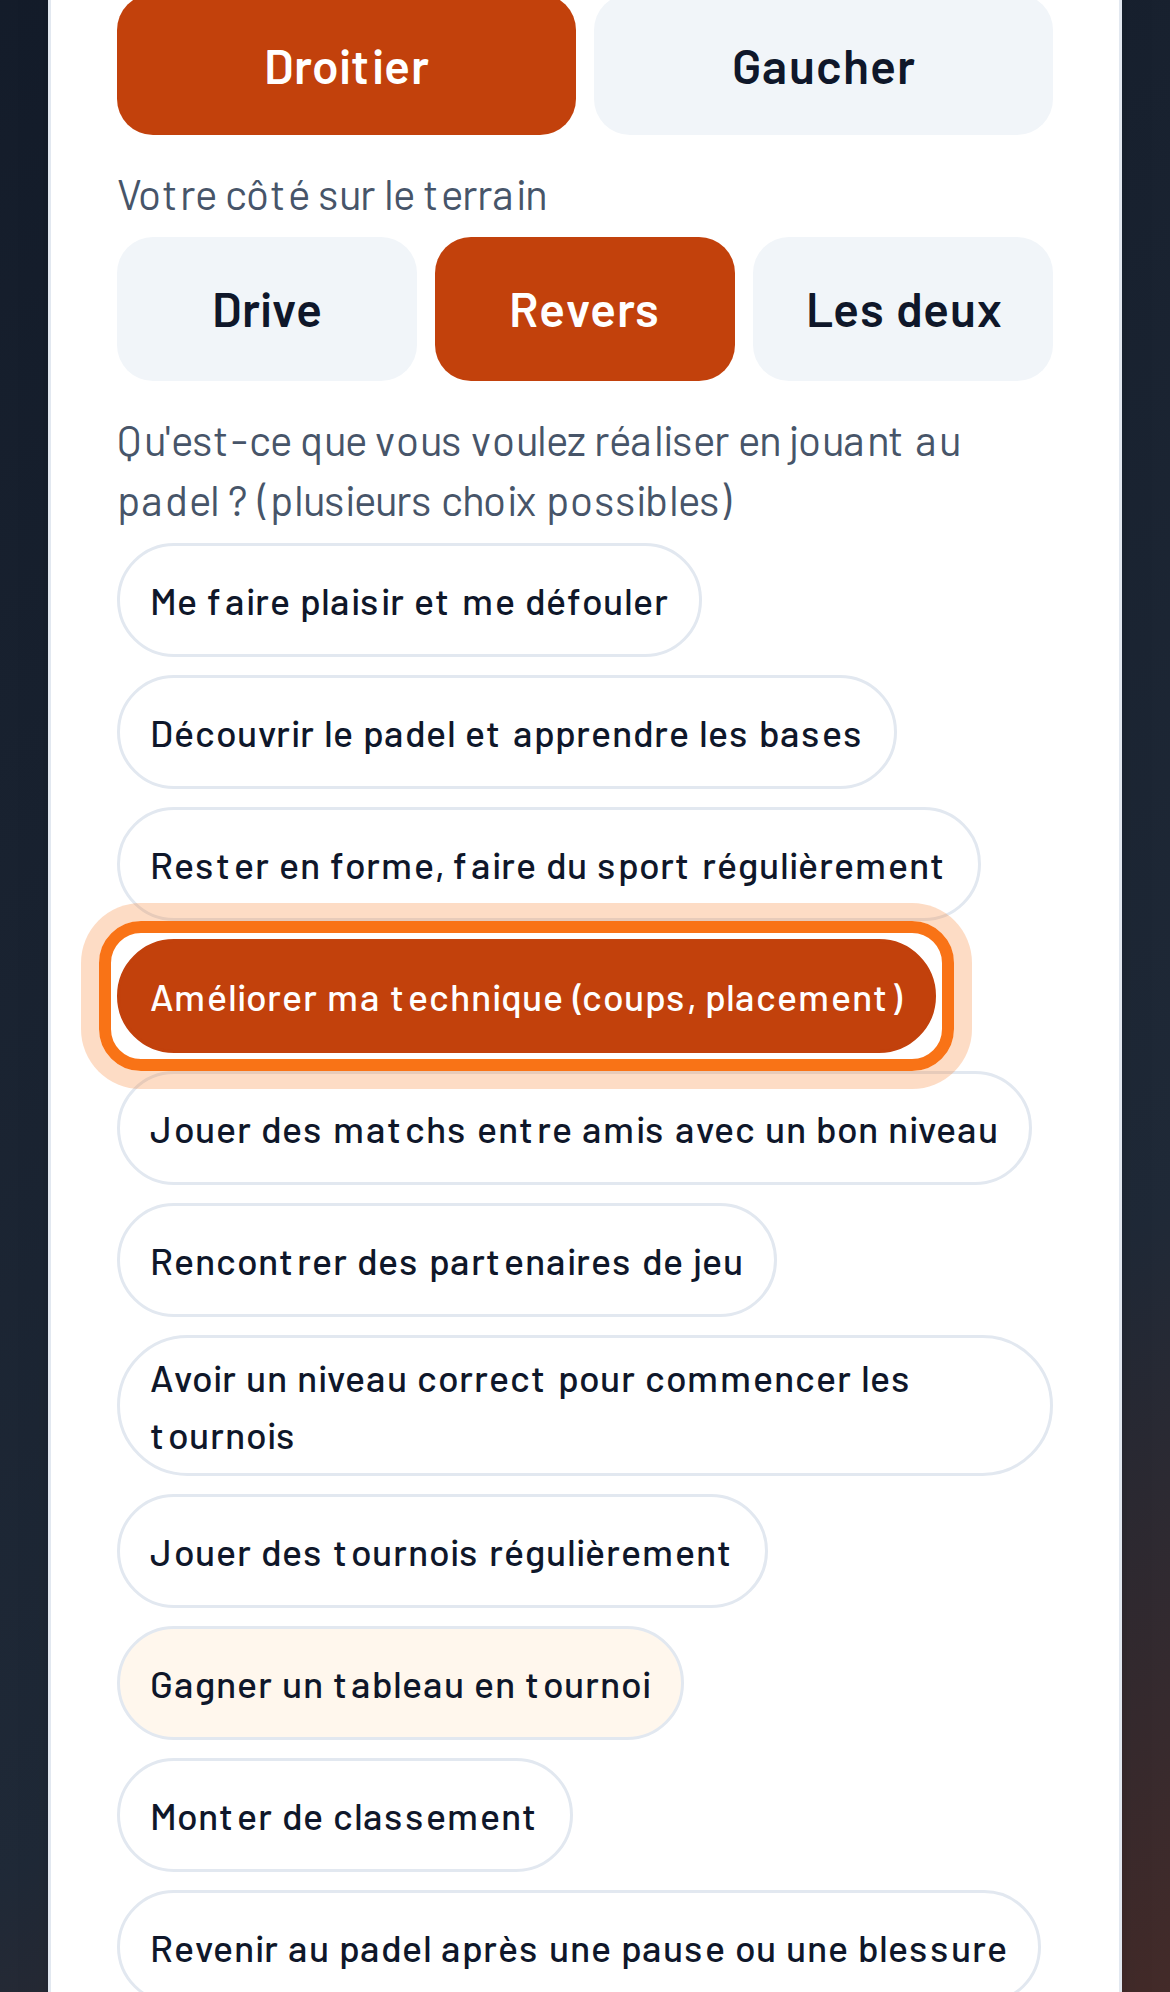 Droitier
Gaucher
Votre côté sur le terrain
Drive
Revers
Les deux
Qu'est-ce que vous voulez réaliser en jouant au
padel ? (plusieurs choix possibles)
Me faire plaisir et me défouler
Découvrir le padel et apprendre les bases
Rester en forme, faire du sport régulièrement
Améliorer ma technique (coups, placement)
Jouer des matchs entre amis avec un bon niveau
Rencontrer des partenaires de jeu
Avoir un niveau correct pour commencer les
tournois
Jouer des tournois régulièrement
Gagner un tableau en tournoi
Monter de classement
Revenir au padel après une pause ou une blessure